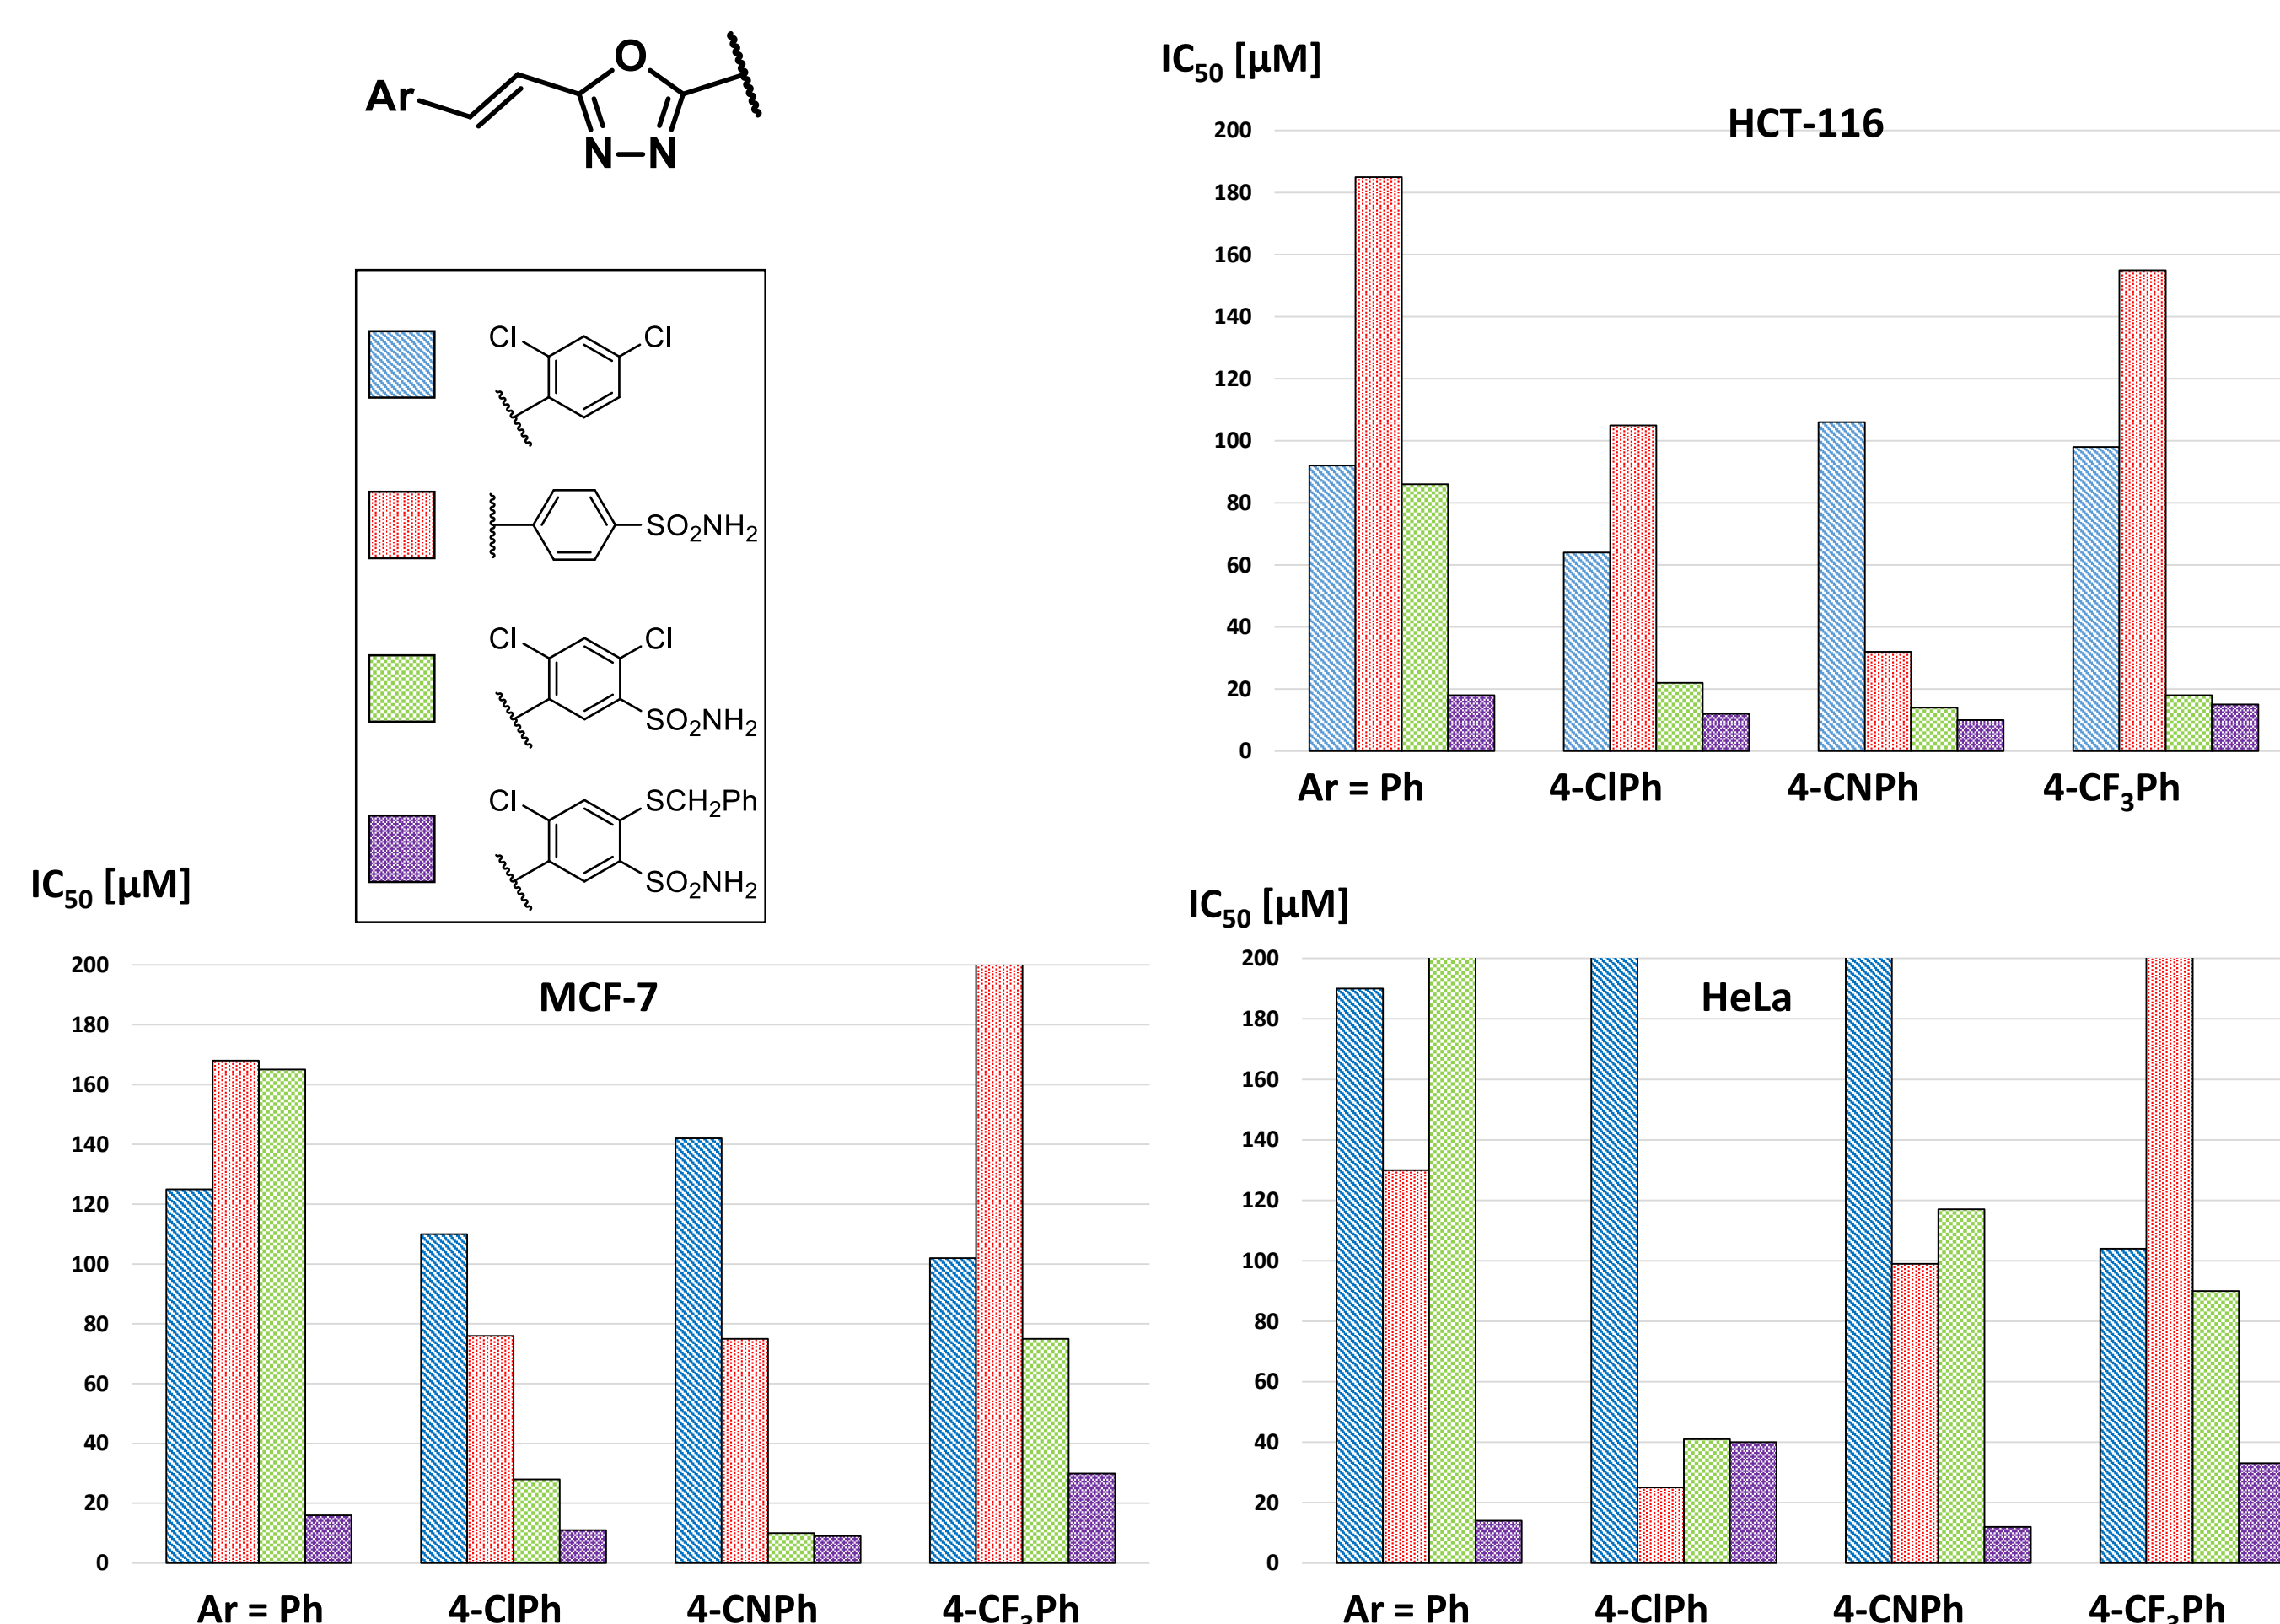 O
Ar
N N
Cl Cl
SO2NH2
Cl Cl
SO2NH2
Cl SCH2Ph
SO2NH2
IC50 [µM]
HCT-116
200
180
160
140
120
100
80
60
40
20
0
Ar = Ph 4-ClPh 4-CNPh 4-CF3Ph
IC50 [µM]
MCF-7
200
180
160
140
120
100
80
60
40
20
0
Ar = Ph 4-ClPh 4-CNPh 4-CF3Ph
IC50 [µM]
HeLa
200
180
160
140
120
100
80
60
40
20
0
Ar = Ph 4-ClPh 4-CNPh 4-CF3Ph